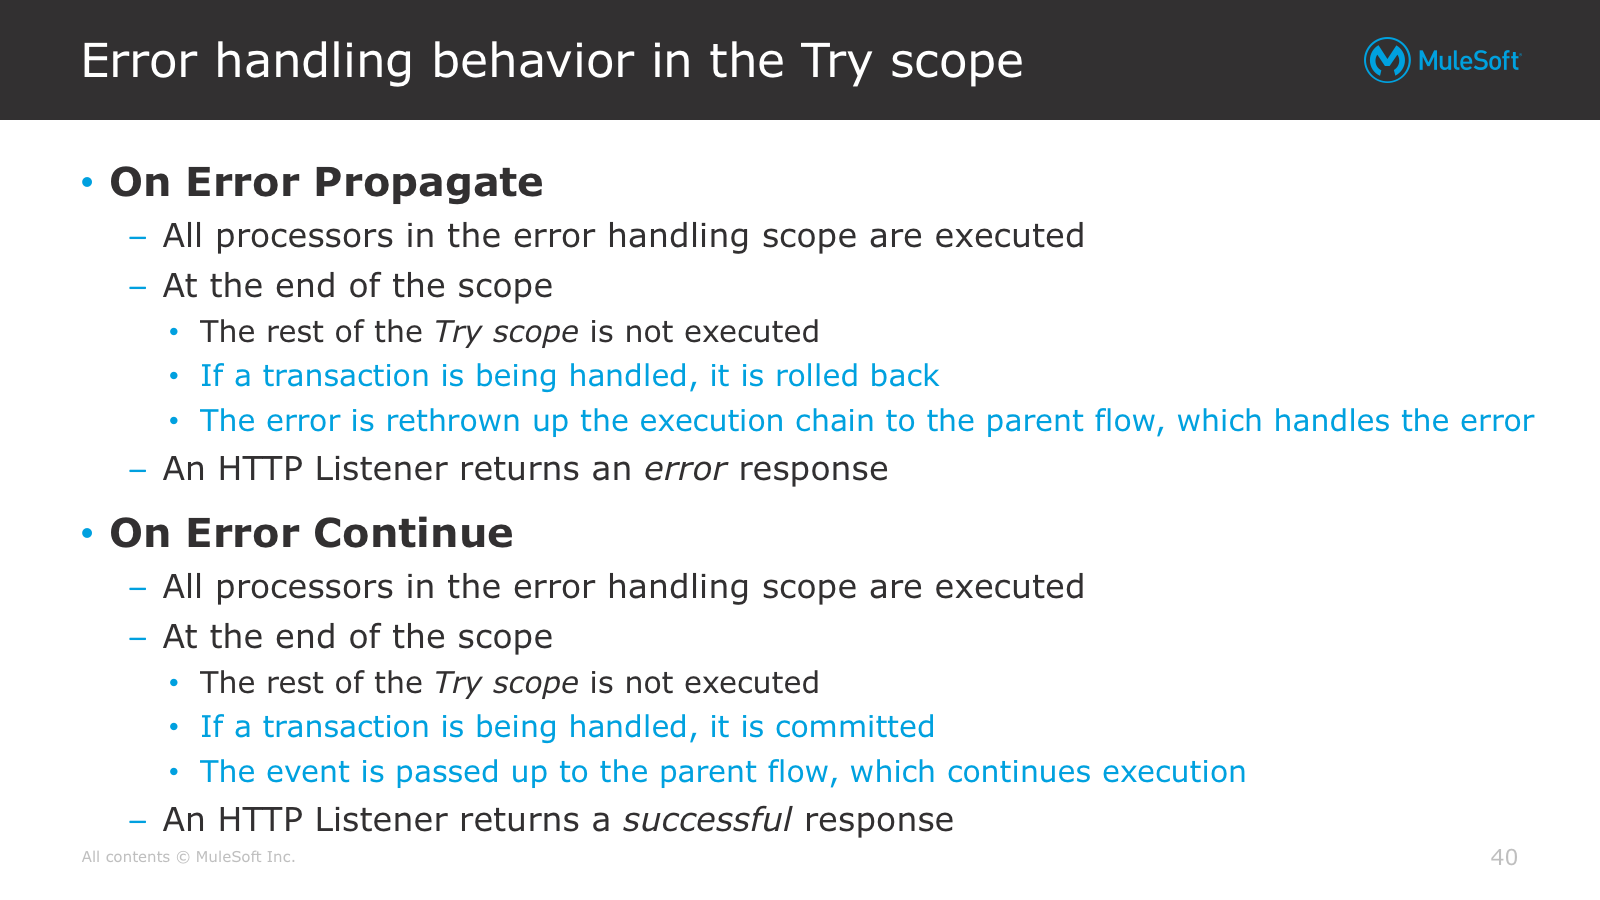 Error handling behavior in the Try scope
MuleSoft
• On Error Propagate
– All processors in the error handling scope are executed
– At the end of the scope
• The rest of the Try scope is not executed
• If a transaction is being handled, it is rolled back
• The error is rethrown up the execution chain to the parent flow, which handles the error
– An HTTP Listener returns an error response
• On Error Continue
– All processors in the error handling scope are executed
– At the end of the scope
• The rest of the Try scope is not executed
• If a transaction is being handled, it is committed
• The event is passed up to the parent flow, which continues execution
– An HTTP Listener returns a successful response
All contents © MuleSoft Inc.
40